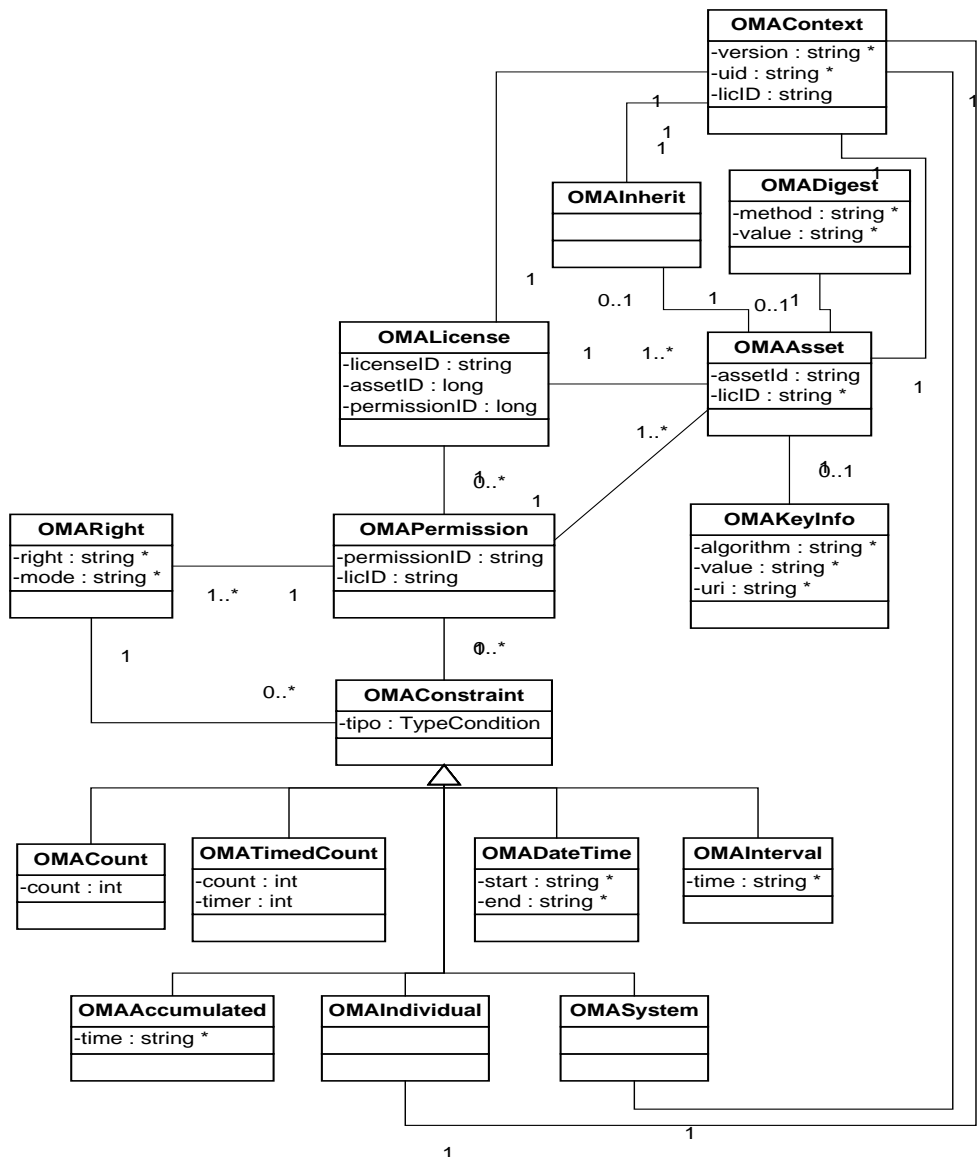 OMAContext
-version : string *
-uid : string *
-licID : string
1
1
1
1
1
OMAInherit
OMADigest
-method : string *
-value : string *
1
0..1
1
0..1
1
OMALicense
-licenseID : string
-assetID : long
-permissionID : long
1
1..*
OMAAsset
-assetId : string
-licID : string *
1
1..*
1
0..*
1
1
0..1
OMARight
-right : string *
-mode : string *
OMAPermission
-permissionID : string
-licID : string
OMAKeyInfo
-algorithm : string *
-value : string *
-uri : string *
1..*
1
1
0..*
1
0..*
OMAConstraint
-tipo : TypeCondition
OMACount
-count : int
OMATimedCount
-count : int
-timer : int
OMADateTime
-start : string *
-end : string *
OMAInterval
-time : string *
OMAAccumulated
-time : string *
OMAIndividual
OMASystem
1
1